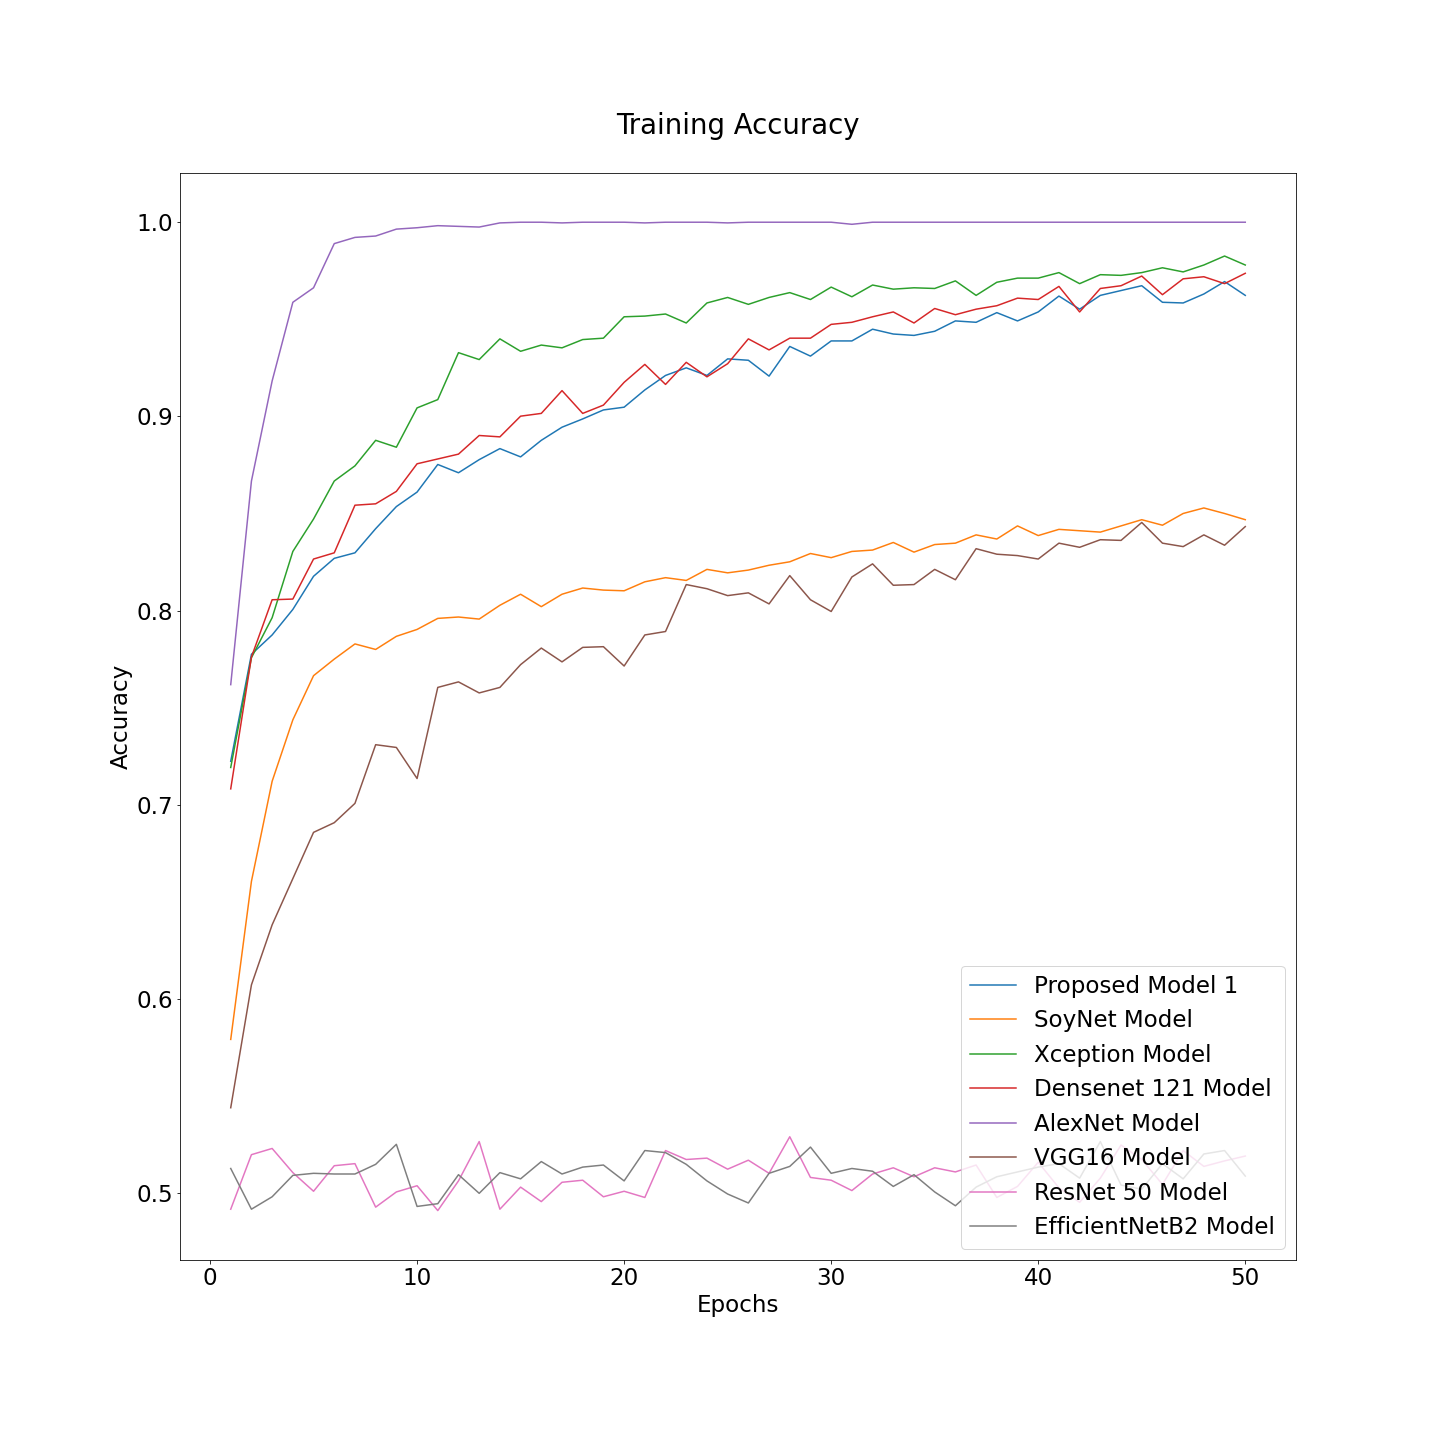 Training Accuracy
1.0
0.9
0.8
0.7
0.6
0.5
Accuracy
0 10 20 30 40 50
Epochs
Proposed Model 1
SoyNet Model
Xception Model
Densenet 121 Model
AlexNet Model
VGG16 Model
ResNet 50 Model
EfficientNetB2 Model